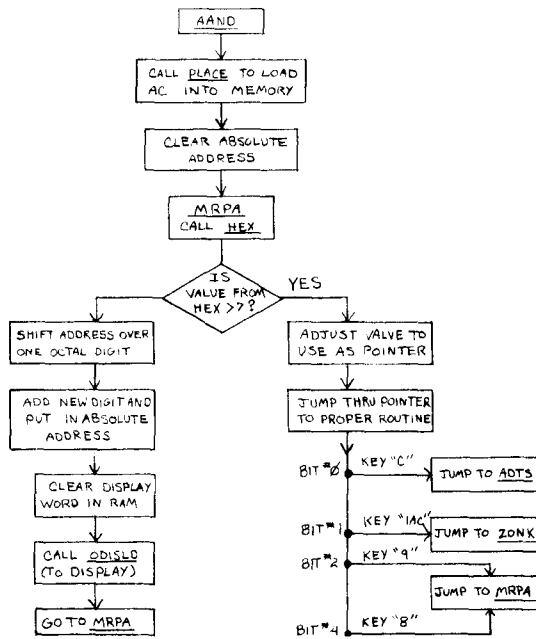 AAND
CALL PLACE TO LOAD
AC INTO MEMORY
CLEAR ABSOLUTE
ADDRESS
MRPA
CALL HEX
IS
VALUE FROM
HEX >7?
YES
SHIFT ADDRESS OVER
ONE OCTAL DIGIT
ADD NEW DIGIT AND
PUT IN ABSOLUTE
ADDRESS
CLEAR DISPLAY
WORD IN RAM
CALL ODISLD
(TO DISPLAY)
GO TO MRPA
ADJUST VALUE TO
USE AS POINTER
JUMP THRU POINTER
TO PROPER ROUTINE
BIT #0 KEY "C" JUMP TO ADTS
BIT #1 KEY "IAC" JUMP TO ZONK
BIT #2 KEY "9"
JUMP TO MRPA
BIT #4 KEY "8"